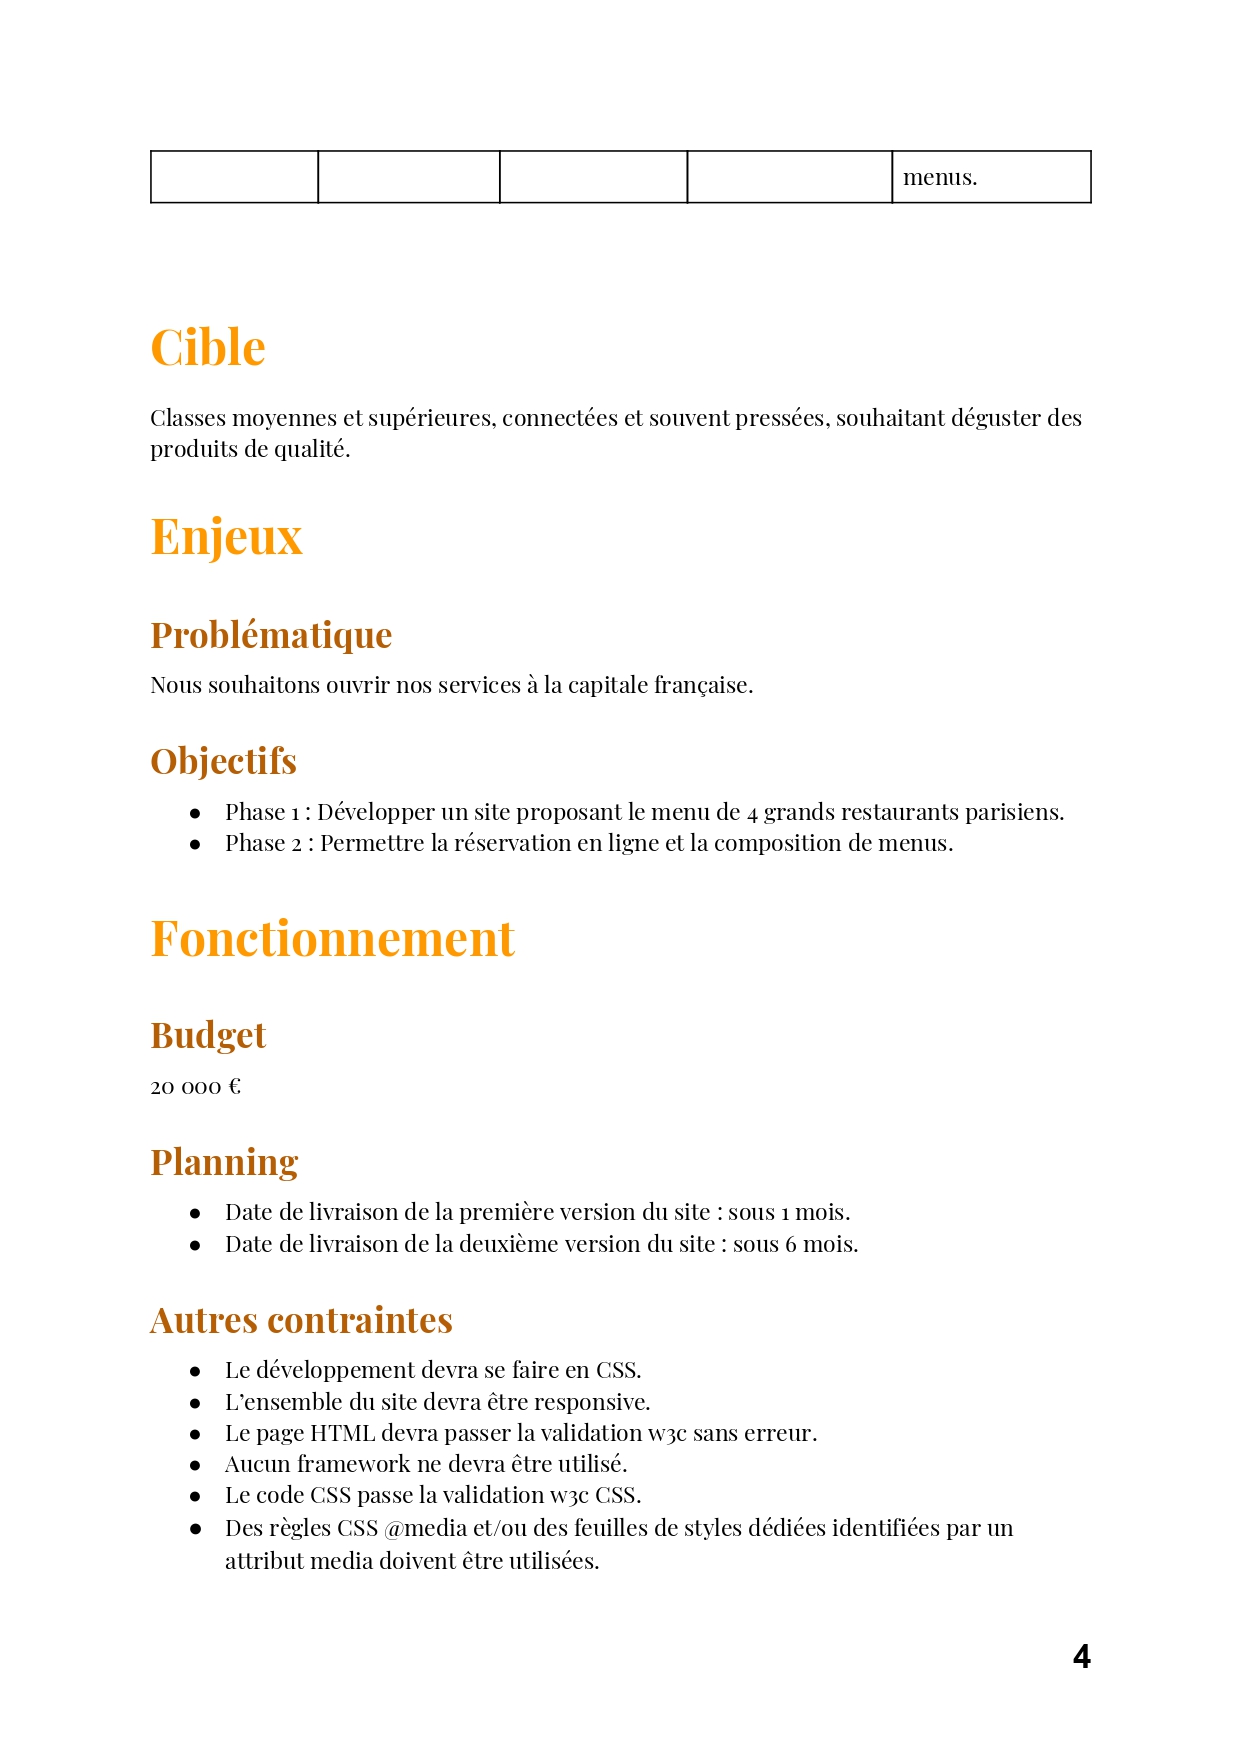 menus.
Cible
Classes moyennes et supérieures, connectées et souvent pressées, souhaitant déguster des
produits de qualité.
Enjeux
Problématique
Nous souhaitons ouvrir nos services à la capitale française.
Objectifs
● Phase 1 : Développer un site proposant le menu de 4 grands restaurants parisiens.
● Phase 2 : Permettre la réservation en ligne et la composition de menus.
Fonctionnement
Budget
20 000 €
Planning
● Date de livraison de la première version du site : sous 1 mois.
● Date de livraison de la deuxième version du site : sous 6 mois.
Autres contraintes
● Le développement devra se faire en CSS.
● L’ensemble du site devra être responsive.
● Le page HTML devra passer la validation w3c sans erreur.
● Aucun framework ne devra être utilisé.
● Le code CSS passe la validation w3c CSS.
● Des règles CSS @media et/ou des feuilles de styles dédiées identifiées par un
attribut media doivent être utilisées.
4